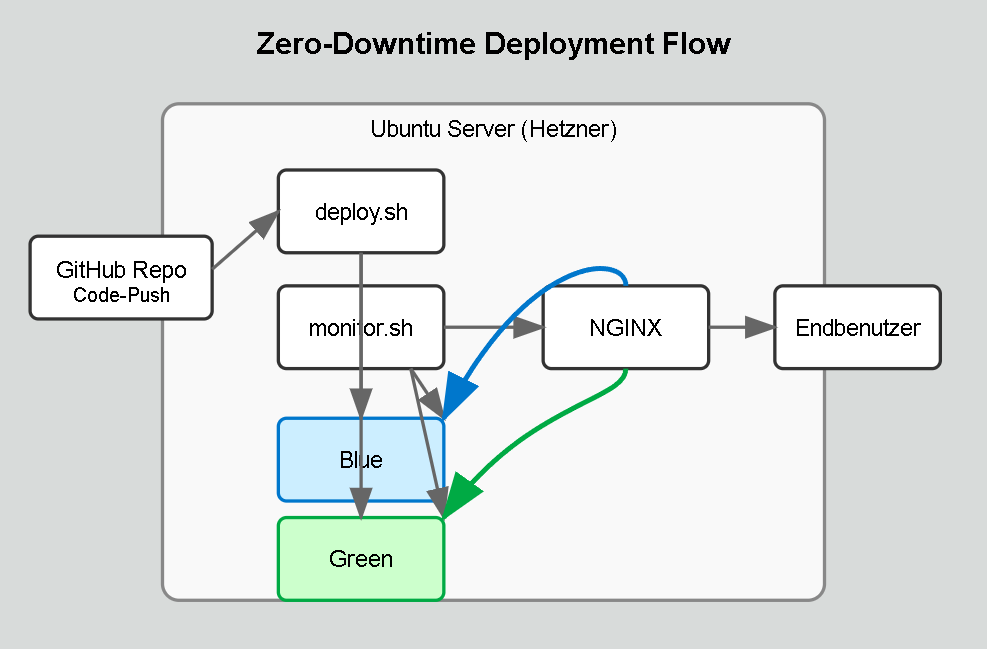 Zero-Downtime Deployment Flow
Ubuntu Server (Hetzner)
deploy.sh
GitHub Repo
Code-Push
monitor.sh
NGINX
Endbenutzer
Blue
Green